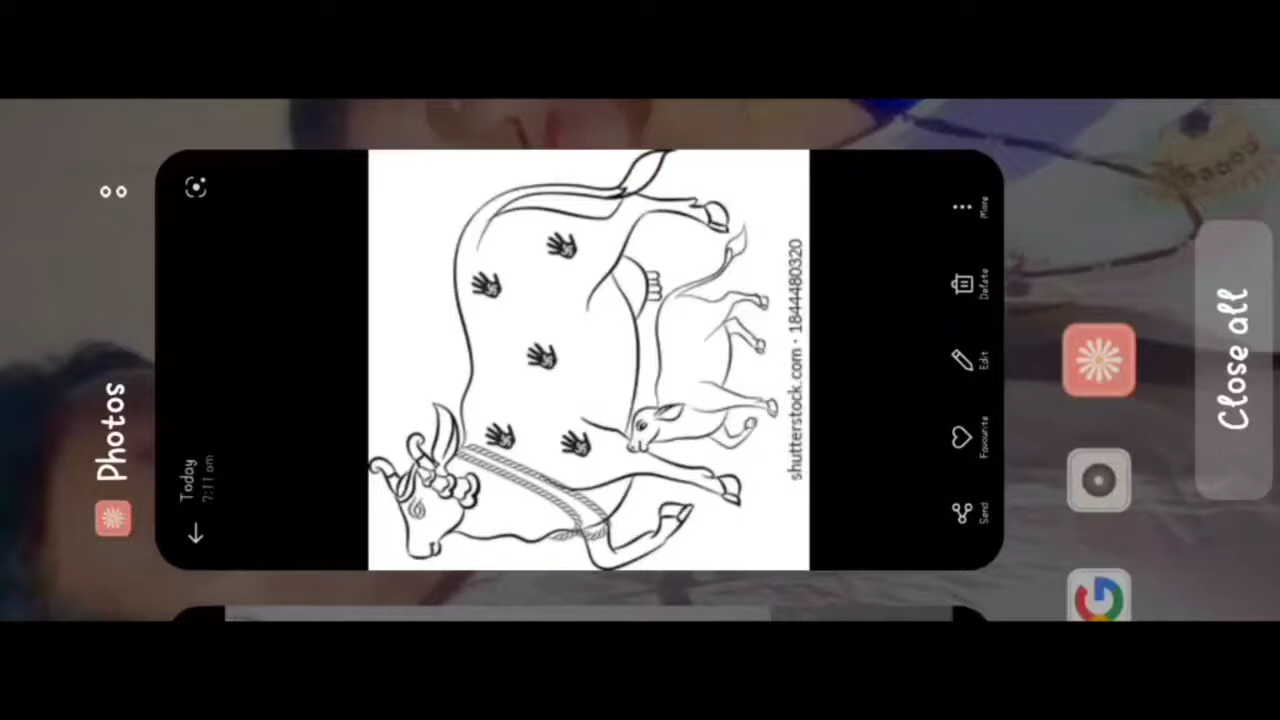 Photos
Today
7:11 am
shutterstock.com · 1844480320
Send
Favourite
Edit
Delete
More
Close all